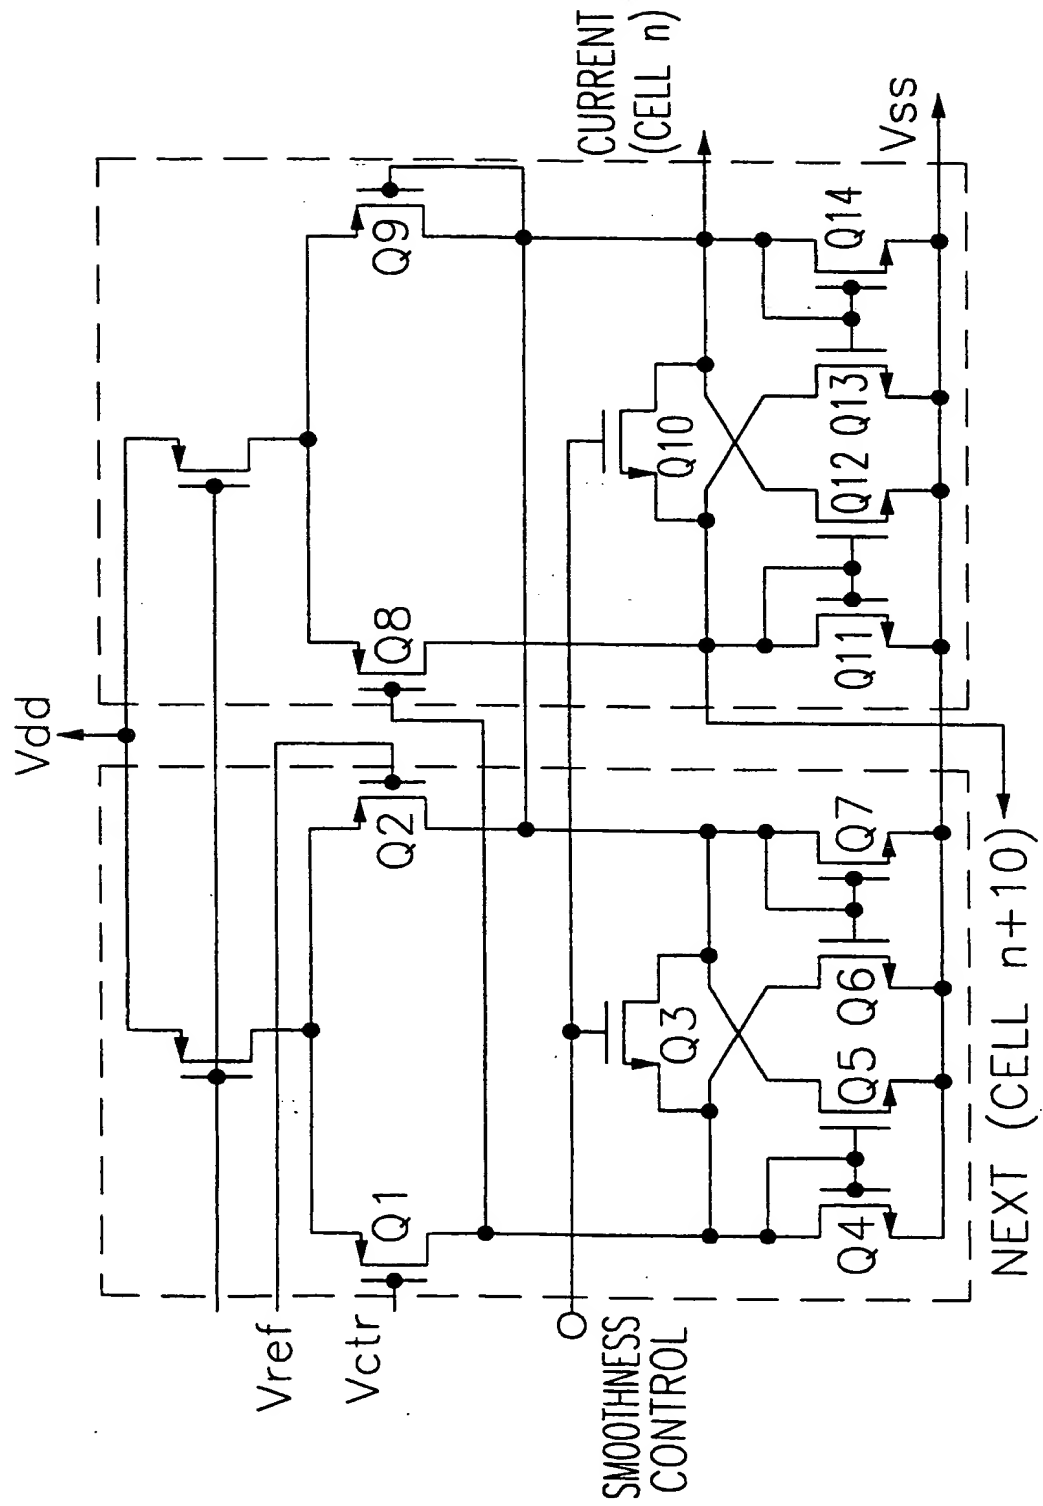 Vdd
Vref
Vctr
SMOOTHNESS
CONTROL
Q1
Q2
Q8
Q9
Q3
Q10
Q4
Q5
Q6
Q7
Q11
Q12
Q13
Q14
CURRENT
(CELL n)
Vss
NEXT (CELL n+10)